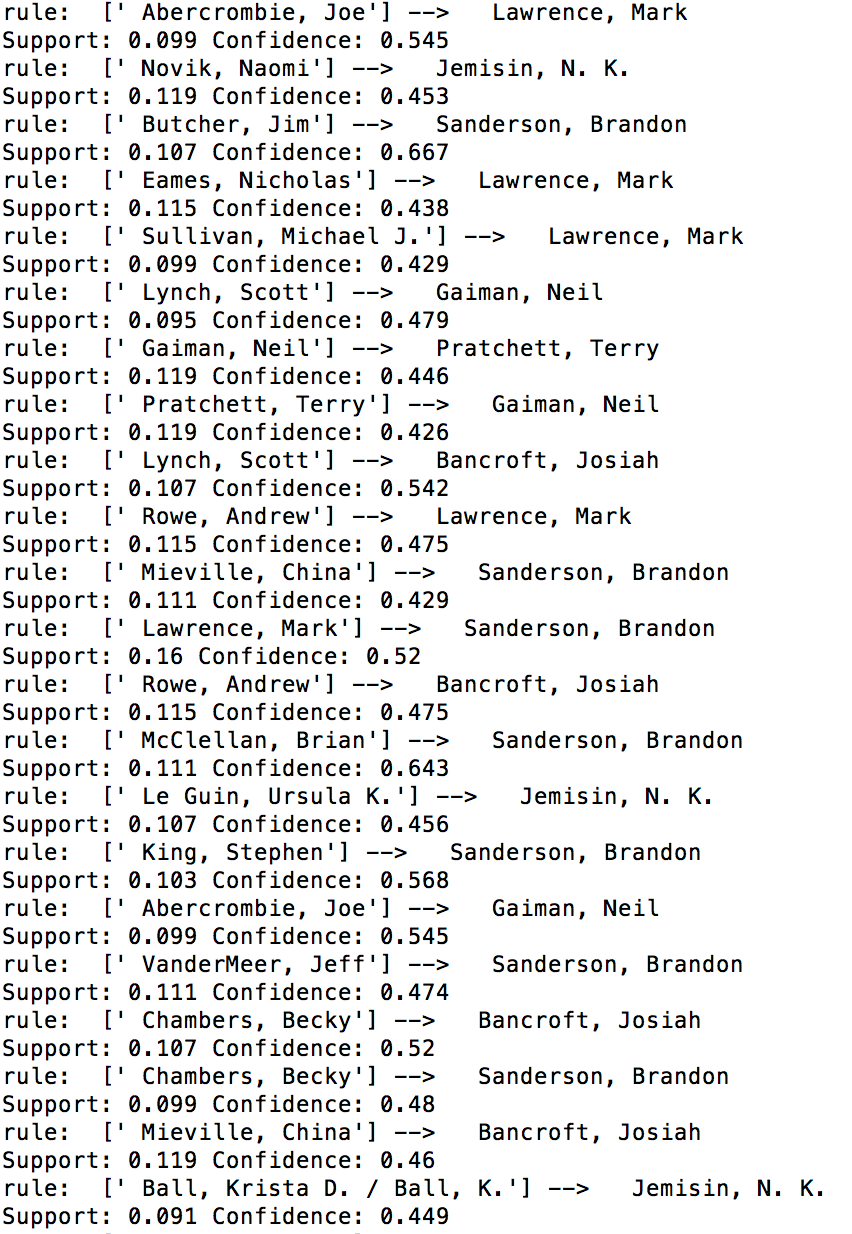 rule:  [' Abercrombie, Joe'] -->   Lawrence, Mark
Support: 0.099 Confidence: 0.545
rule:  [' Novik, Naomi'] -->   Jemisin, N. K.
Support: 0.119 Confidence: 0.453
rule:  [' Butcher, Jim'] -->   Sanderson, Brandon
Support: 0.107 Confidence: 0.667
rule:  [' Eames, Nicholas'] -->   Lawrence, Mark
Support: 0.115 Confidence: 0.438
rule:  [' Sullivan, Michael J.'] -->   Lawrence, Mark
Support: 0.099 Confidence: 0.429
rule:  [' Lynch, Scott'] -->   Gaiman, Neil
Support: 0.095 Confidence: 0.479
rule:  [' Gaiman, Neil'] -->   Pratchett, Terry
Support: 0.119 Confidence: 0.446
rule:  [' Pratchett, Terry'] -->   Gaiman, Neil
Support: 0.119 Confidence: 0.426
rule:  [' Lynch, Scott'] -->   Bancroft, Josiah
Support: 0.107 Confidence: 0.542
rule:  [' Rowe, Andrew'] -->   Lawrence, Mark
Support: 0.115 Confidence: 0.475
rule:  [' Mieville, China'] -->   Sanderson, Brandon
Support: 0.111 Confidence: 0.429
rule:  [' Lawrence, Mark'] -->   Sanderson, Brandon
Support: 0.16 Confidence: 0.52
rule:  [' Rowe, Andrew'] -->   Bancroft, Josiah
Support: 0.115 Confidence: 0.475
rule:  [' McClellan, Brian'] -->   Sanderson, Brandon
Support: 0.111 Confidence: 0.643
rule:  [' Le Guin, Ursula K.'] -->   Jemisin, N. K.
Support: 0.107 Confidence: 0.456
rule:  [' King, Stephen'] -->   Sanderson, Brandon
Support: 0.103 Confidence: 0.568
rule:  [' Abercrombie, Joe'] -->   Gaiman, Neil
Support: 0.099 Confidence: 0.545
rule:  [' VanderMeer, Jeff'] -->   Sanderson, Brandon
Support: 0.111 Confidence: 0.474
rule:  [' Chambers, Becky'] -->   Bancroft, Josiah
Support: 0.107 Confidence: 0.52
rule:  [' Chambers, Becky'] -->   Sanderson, Brandon
Support: 0.099 Confidence: 0.48
rule:  [' Mieville, China'] -->   Bancroft, Josiah
Support: 0.119 Confidence: 0.46
rule:  [' Ball, Krista D. / Ball, K.'] -->   Jemisin, N. K.
Support: 0.091 Confidence: 0.449